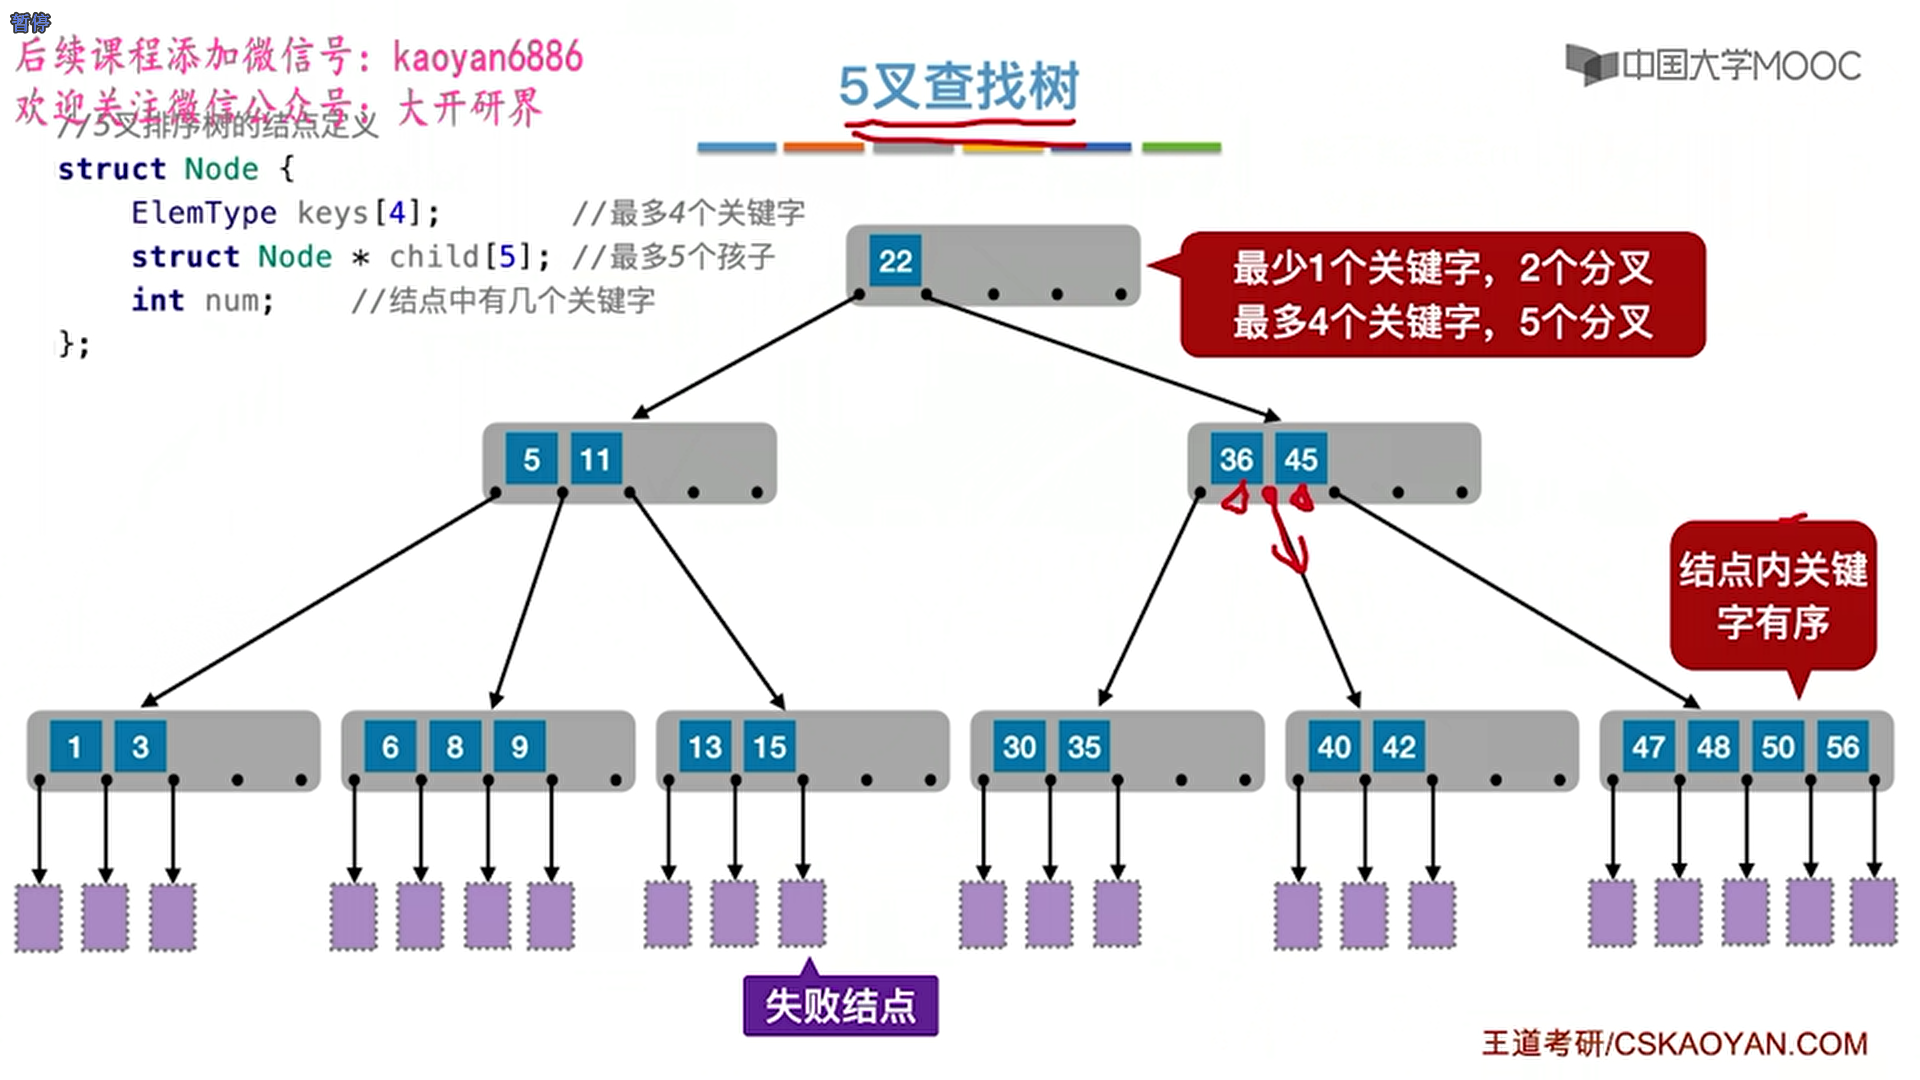 暂停
后续课程添加微信号：kaoyan6886
欢迎关注微信公众号：大开研界
中国大学MOOC
5叉查找树
//5叉排序树的结点定义
struct Node {
ElemType keys[4]; //最多4个关键字
struct Node * child[5]; //最多5个孩子
int num; //结点中有几个关键字
};
22
最少1个关键字，2个分叉
最多4个关键字，5个分叉
5 11
36 45
结点内关键
字有序
1 3
6 8 9
13 15
30 35
40 42
47 48 50 56
失败结点
王道考研/CSKAOYAN.COM